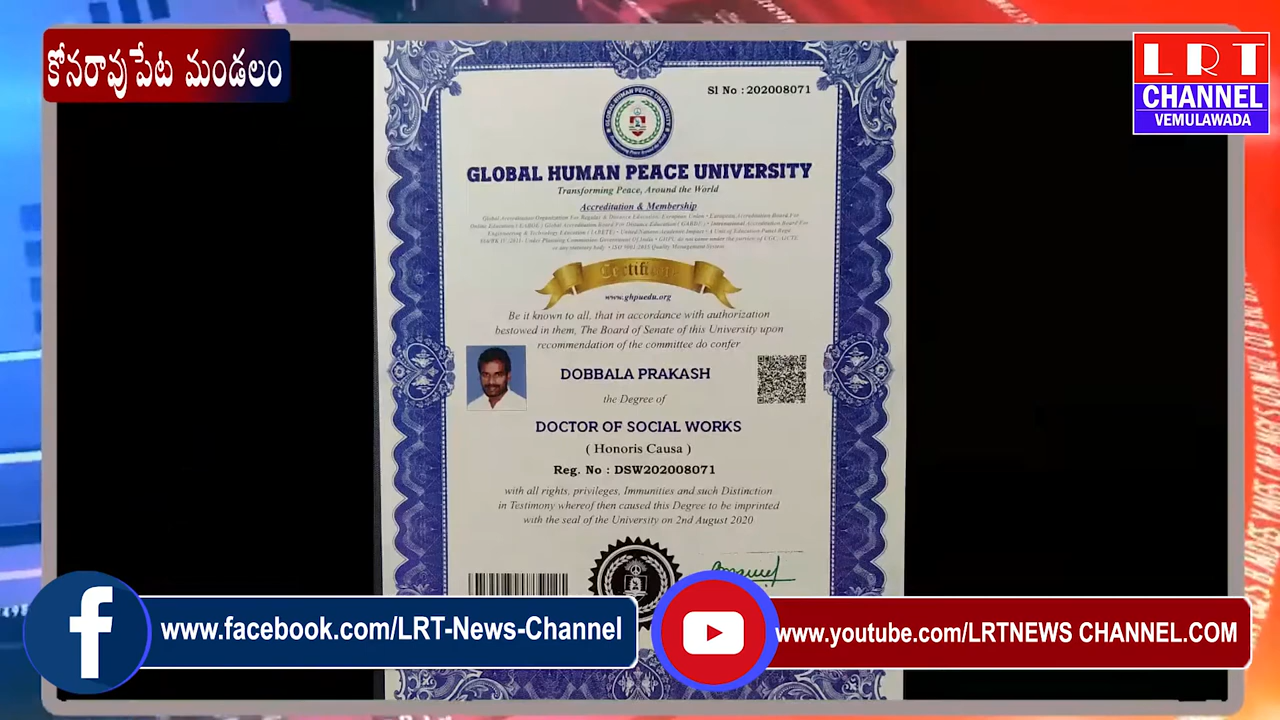 కోనరావుపేట మండలం
LRT
CHANNEL
VEMULAWADA
Sl No : 202008071
GLOBAL HUMAN PEACE UNIVERSITY
Transforming Peace, Around the World
Accreditation & Membership
Certificate
www.ghpuedu.org
Be it known to all, that in accordance with authorization
bestowed in them, The Board of Senate of this University upon
recommendation of the committee do confer
DOBBALA PRAKASH
the Degree of
DOCTOR OF SOCIAL WORKS
( Honoris Causa )
Reg. No : DSW202008071
with all rights, privileges, Immunities and such Distinction
in Testimony whereof then caused this Degree to be imprinted
with the seal of the University on 2nd August 2020
www.facebook.com/LRT-News-Channel
www.youtube.com/LRTNEWS CHANNEL.COM